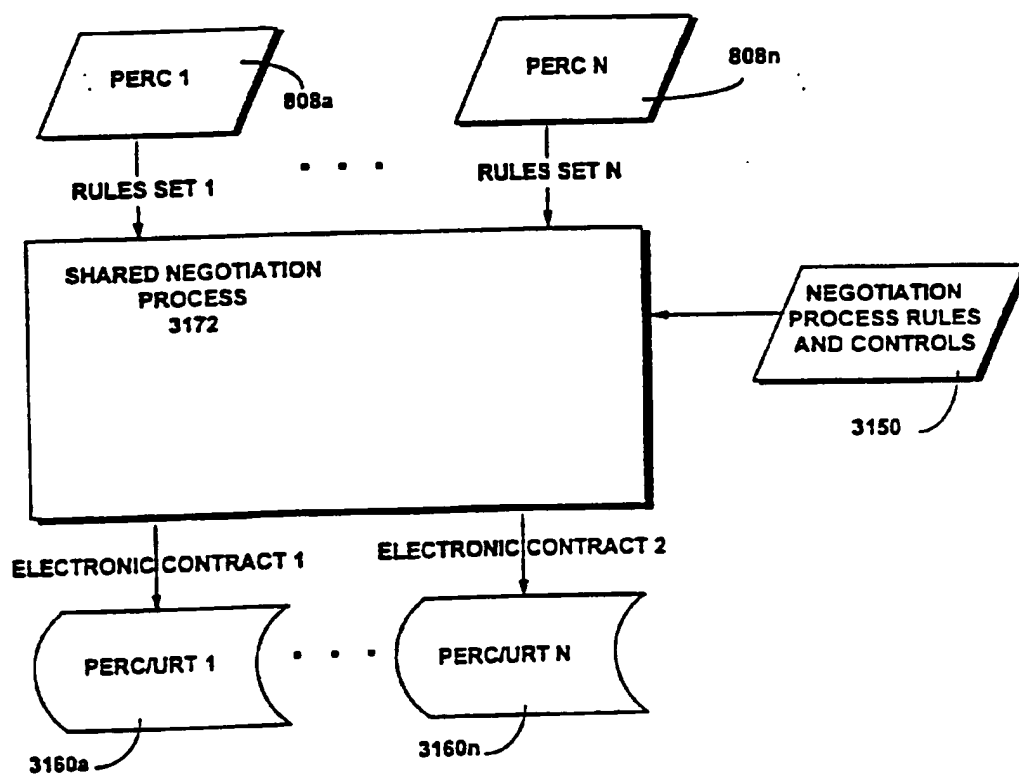 PERC 1
808a
PERC N
808n
RULES SET 1
RULES SET N
SHARED NEGOTIATION
PROCESS
3172
NEGOTIATION
PROCESS RULES
AND CONTROLS
3150
ELECTRONIC CONTRACT 1
ELECTRONIC CONTRACT 2
PERC/URT 1
PERC/URT N
3160a
3160n